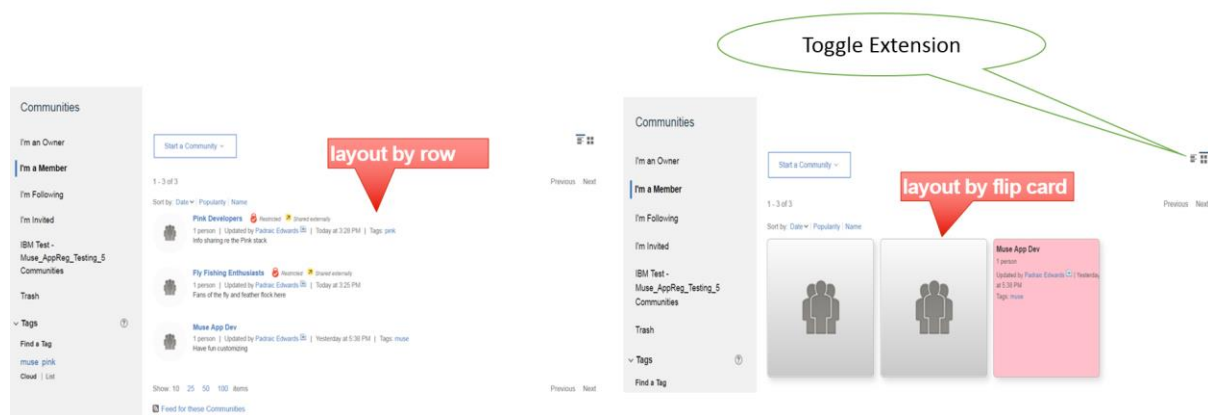 Toggle Extension
Communities
I'm an Owner
I'm a Member
I'm Following
I'm Invited
IBM Test -
Muse_AppReg_Testing_5
Communities
Trash
Tags
Find a Tag
muse pink
Cloud | List
Start a Community
layout by row
1 - 3 of 3
Previous Next
Sort by: Date | Popularity | Name
Pink Developers Restricted Shared externally
1 person | Updated by Padraic Edwards | Today at 3:28 PM | Tags: pink
Info sharing re the Pink stack
Fly Fishing Enthusiasts Restricted Shared externally
1 person | Updated by Padraic Edwards | Today at 3:25 PM
Fans of the fly and feather flock here
Muse App Dev
1 person | Updated by Padraic Edwards | Yesterday at 5:38 PM | Tags: muse
Have fun customizing
Show: 10 25 50 100 items
Previous Next
Feed for these Communities
Communities
I'm an Owner
I'm a Member
I'm Following
I'm Invited
IBM Test -
Muse_AppReg_Testing_5
Communities
Trash
Tags
Find a Tag
Start a Community
layout by flip card
1 - 3 of 3
Previous Next
Sort by: Date | Popularity | Name
Muse App Dev
1 person
Updated by Padraic Edwards | Yesterday
at 5:38 PM
Tags: muse